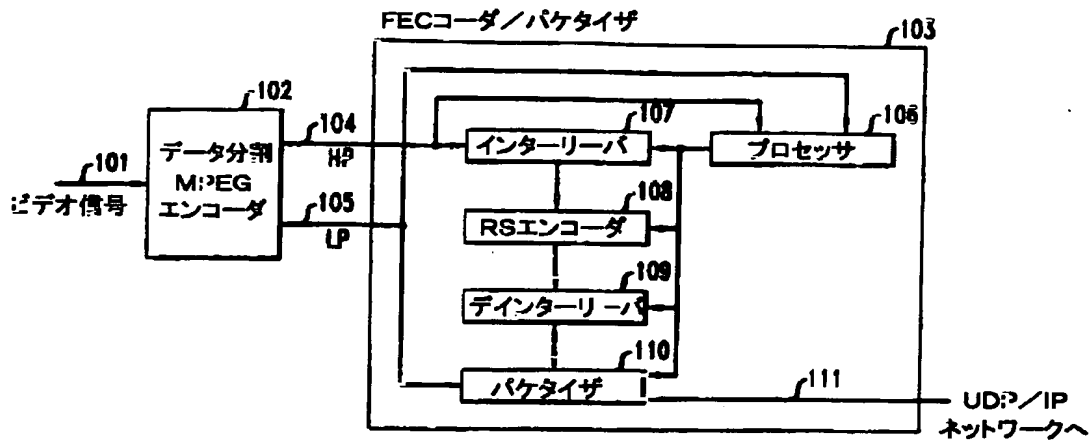 FECコーダ／パケタイザ
103
102
データ分割
MPEG
エンコーダ
101
ビデオ信号
104
HP
105
LP
107
インターリーバ
106
プロセッサ
108
RSエンコーダ
109
デインターリーバ
110
パケタイザ
111
UDP／IP
ネットワークへ